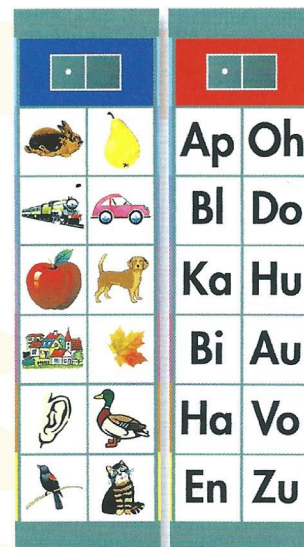 Ap Oh
Bl Do
Ka Hu
Bi Au
Ha Vo
En Zu